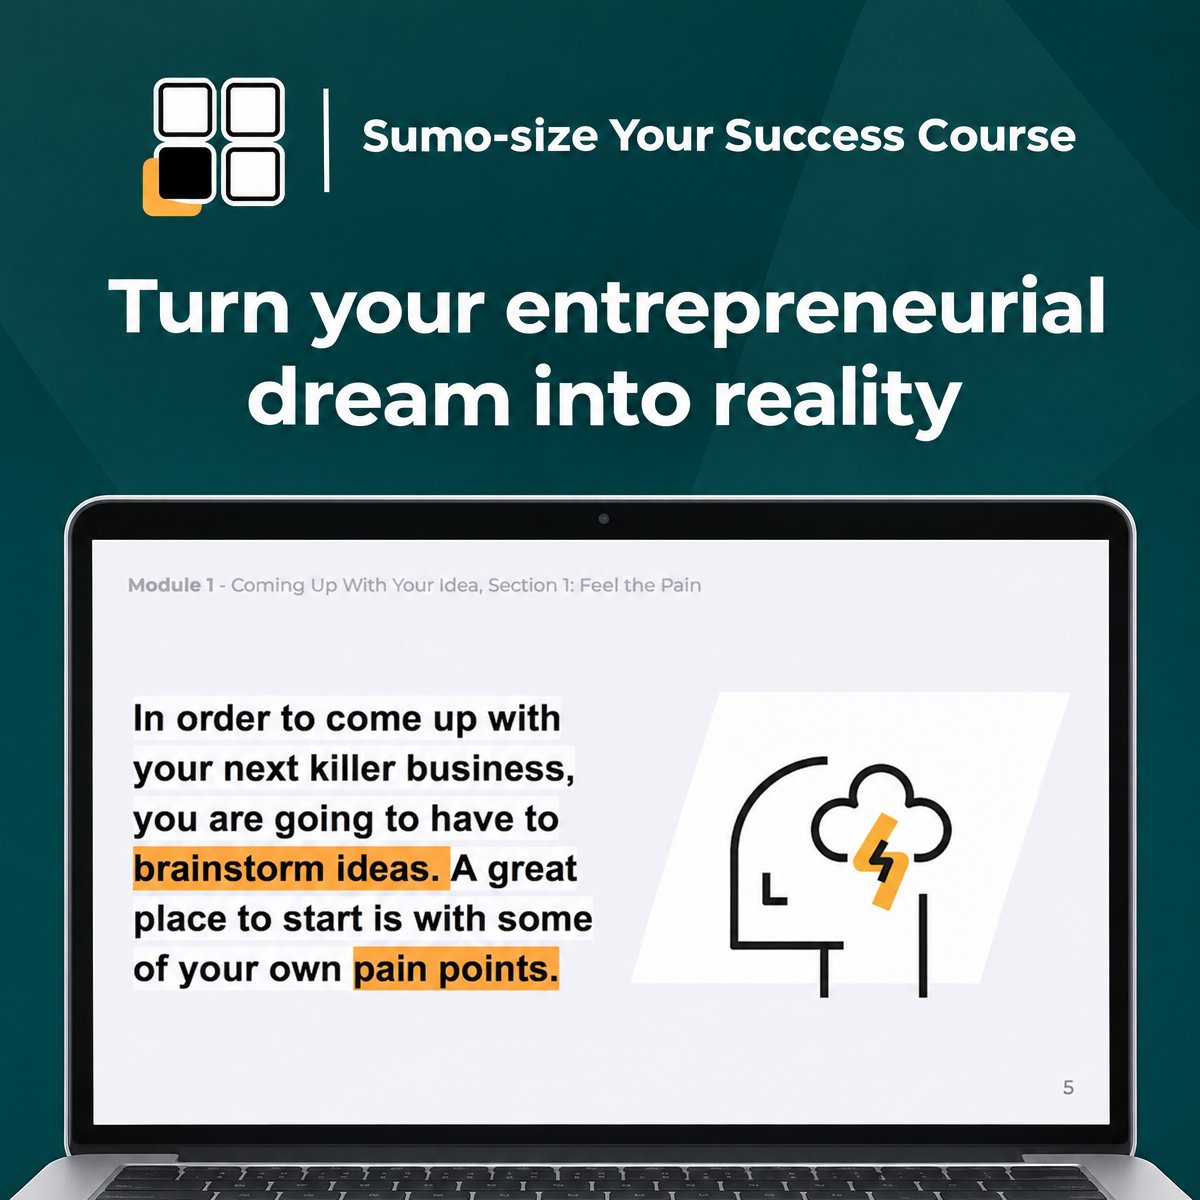 Sumo-size Your Success Course
Turn your entrepreneurial
dream into reality
Module 1 - Coming Up With Your Idea, Section 1: Feel the Pain
In order to come up with
your next killer business,
you are going to have to
brainstorm ideas. A great
place to start is with some
of your own pain points.
5